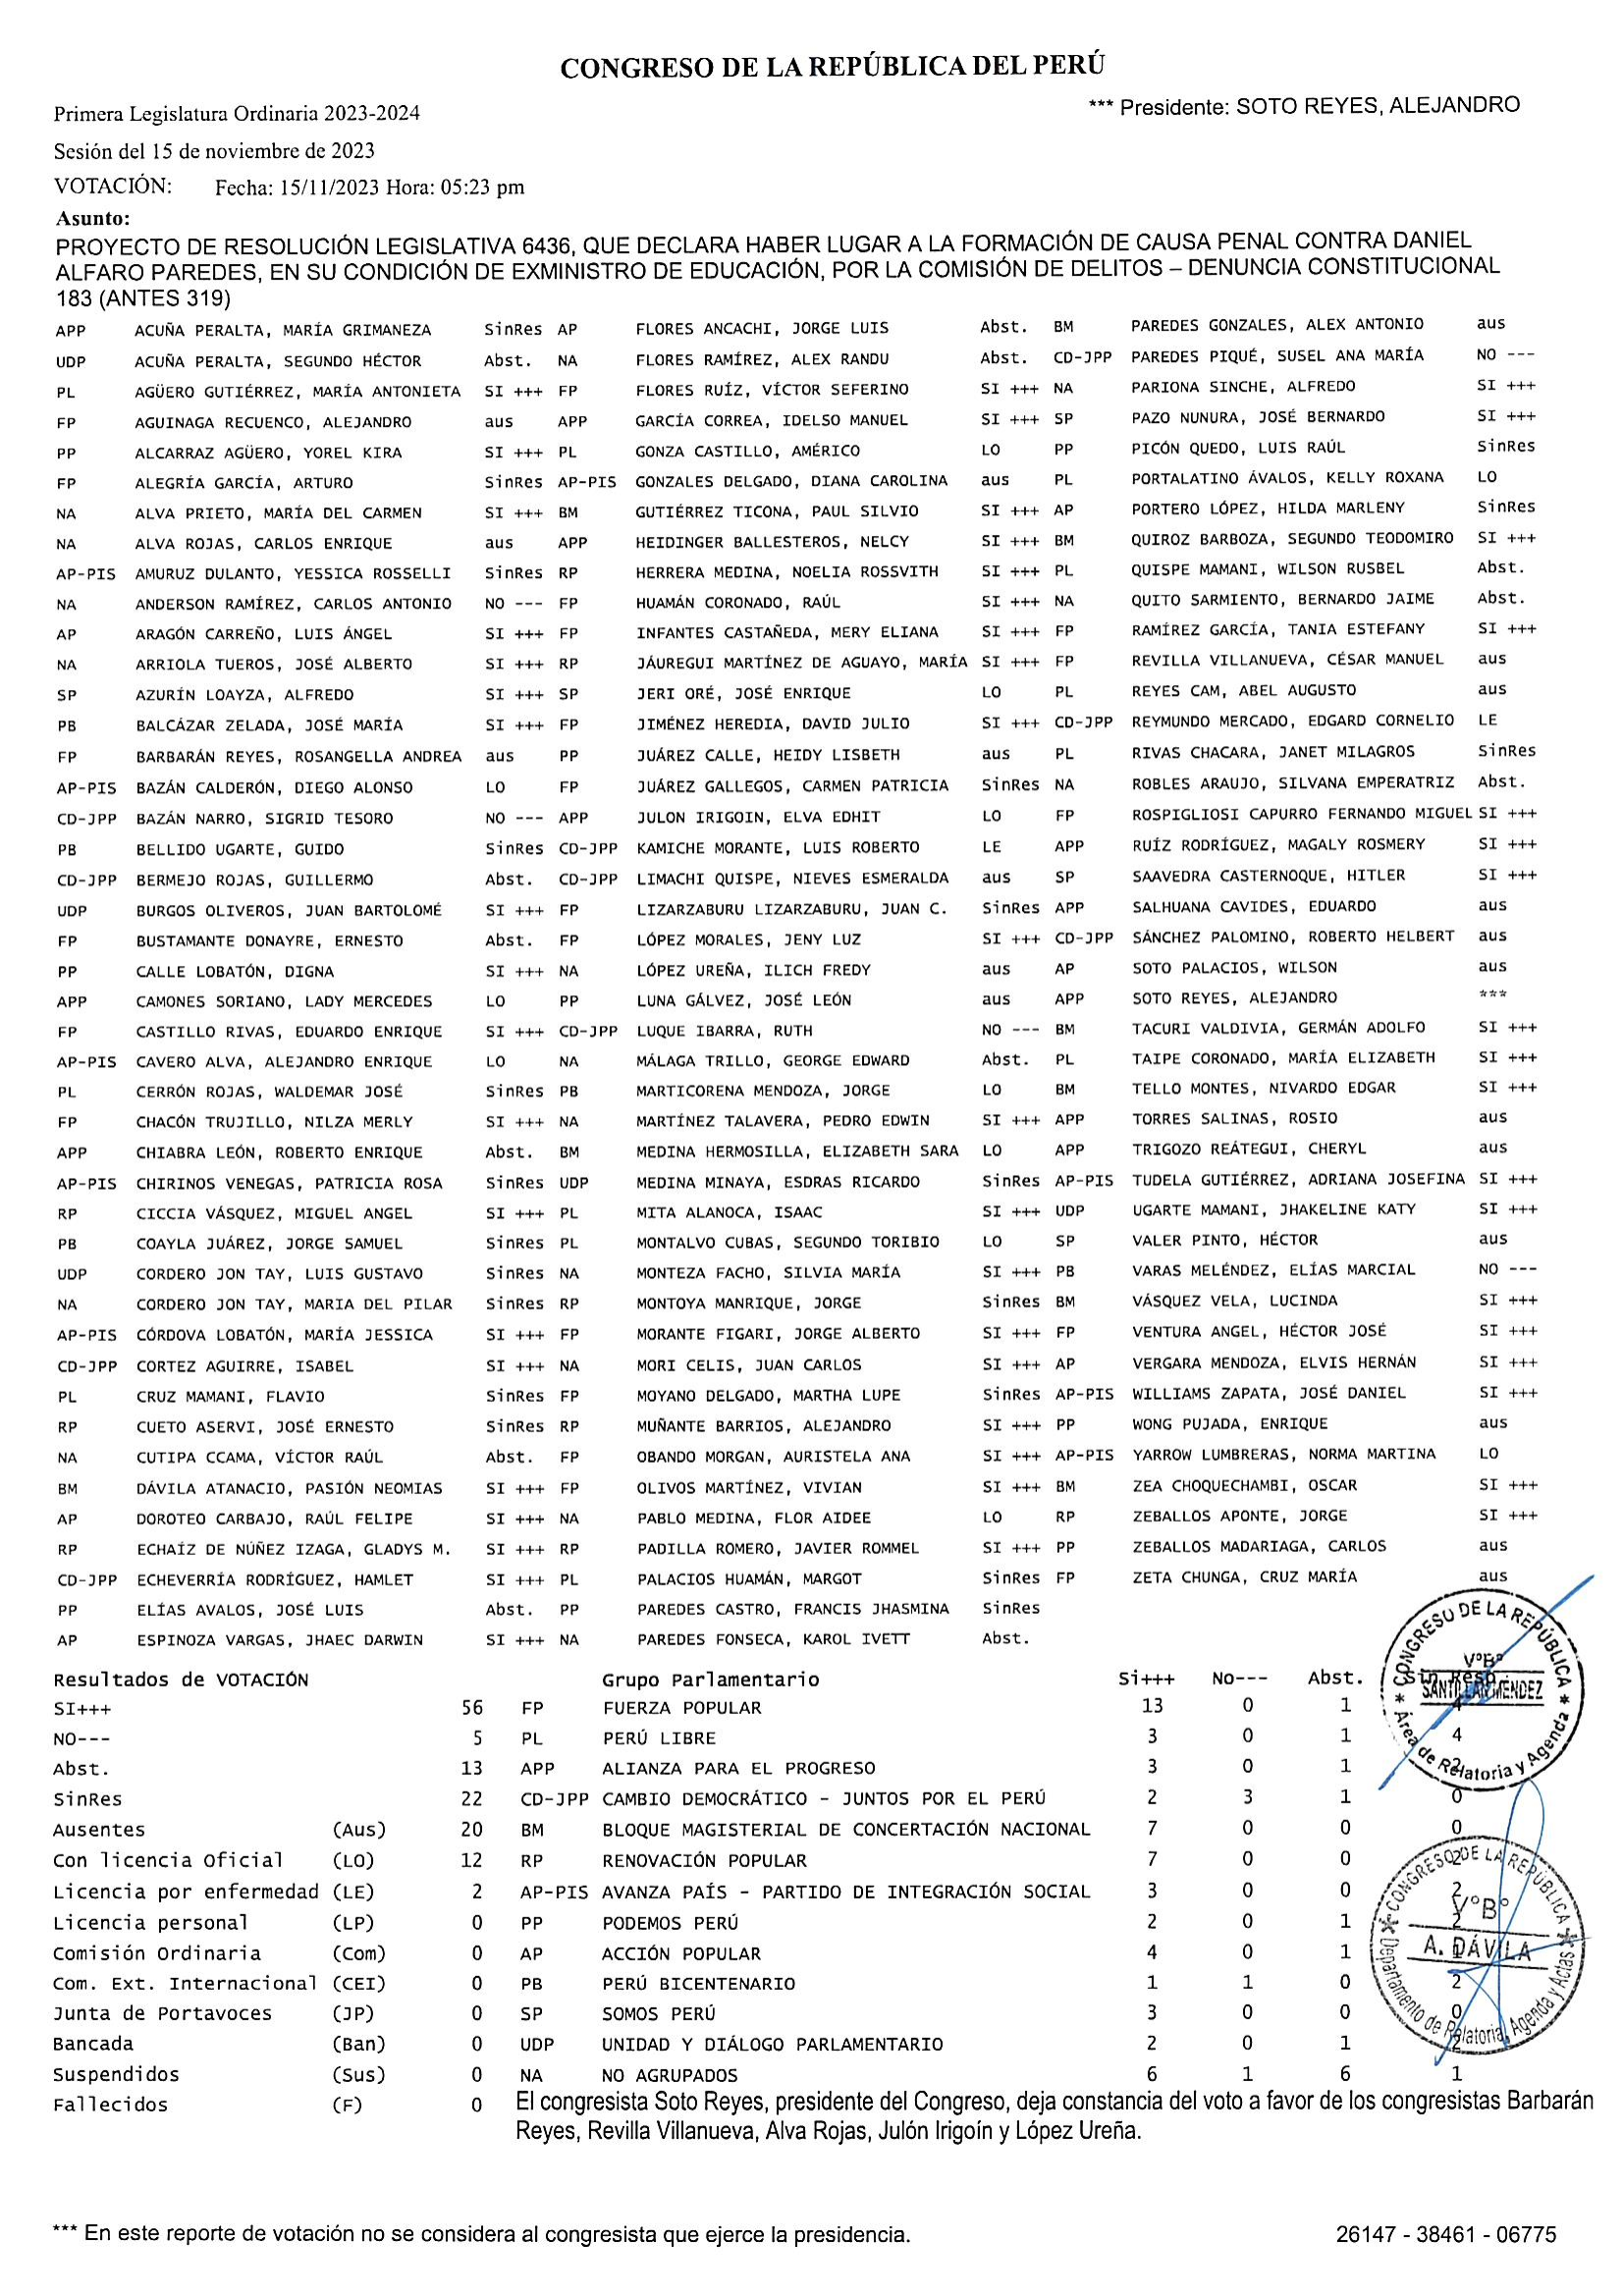 CONGRESO DE LA REPÚBLICA DEL PERÚ
Primera Legislatura Ordinaria 2023-2024 *** Presidente: SOTO REYES, ALEJANDRO
Sesión del 15 de noviembre de 2023
VOTACIÓN: Fecha: 15/11/2023 Hora: 05:23 pm
Asunto:
PROYECTO DE RESOLUCIÓN LEGISLATIVA 6436, QUE DECLARA HABER LUGAR A LA FORMACIÓN DE CAUSA PENAL CONTRA DANIEL
ALFARO PAREDES, EN SU CONDICIÓN DE EXMINISTRO DE EDUCACIÓN, POR LA COMISIÓN DE DELITOS – DENUNCIA CONSTITUCIONAL
183 (ANTES 319)
APP ACUÑA PERALTA, MARÍA GRIMANEZA SinRes AP FLORES ANCACHI, JORGE LUIS Abst. BM PAREDES GONZALES, ALEX ANTONIO aus
UDP ACUÑA PERALTA, SEGUNDO HÉCTOR Abst. NA FLORES RAMÍREZ, ALEX RANDU Abst. CD-JPP PAREDES PIQUÉ, SUSEL ANA MARÍA NO ---
PL AGÜERO GUTIÉRREZ, MARÍA ANTONIETA SI +++ FP FLORES RUÍZ, VÍCTOR SEFERINO SI +++ NA PARIONA SINCHE, ALFREDO SI +++
FP AGUINAGA RECUENCO, ALEJANDRO aus APP GARCÍA CORREA, IDELSO MANUEL SI +++ SP PAZO NUNURA, JOSÉ BERNARDO SI +++
PP ALCARRAZ AGÜERO, YOREL KIRA SI +++ PL GONZA CASTILLO, AMÉRICO LO PP PICÓN QUEDO, LUIS RAÚL SinRes
FP ALEGRÍA GARCÍA, ARTURO SinRes AP-PIS GONZALES DELGADO, DIANA CAROLINA aus PL PORTALATINO ÁVALOS, KELLY ROXANA LO
NA ALVA PRIETO, MARÍA DEL CARMEN SI +++ BM GUTIÉRREZ TICONA, PAUL SILVIO SI +++ AP PORTERO LÓPEZ, HILDA MARLENY SinRes
NA ALVA ROJAS, CARLOS ENRIQUE aus APP HEIDINGER BALLESTEROS, NELCY SI +++ BM QUIROZ BARBOZA, SEGUNDO TEODOMIRO SI +++
AP-PIS AMURUZ DULANTO, YESSICA ROSSELLI SinRes RP HERRERA MEDINA, NOELIA ROSSVITH SI +++ PL QUISPE MAMANI, WILSON RUSBEL Abst.
NA ANDERSON RAMÍREZ, CARLOS ANTONIO NO --- FP HUAMÁN CORONADO, RAÚL SI +++ NA QUITO SARMIENTO, BERNARDO JAIME Abst.
AP ARAGÓN CARREÑO, LUIS ÁNGEL SI +++ FP INFANTES CASTAÑEDA, MERY ELIANA SI +++ FP RAMÍREZ GARCÍA, TANIA ESTEFANY SI +++
NA ARRIOLA TUEROS, JOSÉ ALBERTO SI +++ RP JÁUREGUI MARTÍNEZ DE AGUAYO, MARÍA SI +++ FP REVILLA VILLANUEVA, CÉSAR MANUEL aus
SP AZURÍN LOAYZA, ALFREDO SI +++ SP JERI ORÉ, JOSÉ ENRIQUE LO PL REYES CAM, ABEL AUGUSTO aus
PB BALCÁZAR ZELADA, JOSÉ MARÍA SI +++ FP JIMÉNEZ HEREDIA, DAVID JULIO SI +++ CD-JPP REYMUNDO MERCADO, EDGARD CORNELIO LE
FP BARBARÁN REYES, ROSANGELLA ANDREA aus PP JUÁREZ CALLE, HEIDY LISBETH aus PL RIVAS CHACARA, JANET MILAGROS SinRes
AP-PIS BAZÁN CALDERÓN, DIEGO ALONSO LO FP JUÁREZ GALLEGOS, CARMEN PATRICIA SinRes NA ROBLES ARAUJO, SILVANA EMPERATRIZ Abst.
CD-JPP BAZÁN NARRO, SIGRID TESORO NO --- APP JULON IRIGOIN, ELVA EDHIT LO FP ROSPIGLIOSI CAPURRO FERNANDO MIGUEL SI +++
PB BELLIDO UGARTE, GUIDO SinRes CD-JPP KAMICHE MORANTE, LUIS ROBERTO LE APP RUÍZ RODRÍGUEZ, MAGALY ROSMERY SI +++
CD-JPP BERMEJO ROJAS, GUILLERMO Abst. CD-JPP LIMACHI QUISPE, NIEVES ESMERALDA aus SP SAAVEDRA CASTERNOQUE, HITLER SI +++
UDP BURGOS OLIVEROS, JUAN BARTOLOMÉ SI +++ FP LIZARZABURU LIZARZABURU, JUAN C. SinRes APP SALHUANA CAVIDES, EDUARDO aus
FP BUSTAMANTE DONAYRE, ERNESTO Abst. FP LÓPEZ MORALES, JENY LUZ SI +++ CD-JPP SÁNCHEZ PALOMINO, ROBERTO HELBERT aus
PP CALLE LOBATÓN, DIGNA SI +++ NA LÓPEZ UREÑA, ILICH FREDY aus AP SOTO PALACIOS, WILSON aus
APP CAMONES SORIANO, LADY MERCEDES LO PP LUNA GÁLVEZ, JOSÉ LEÓN aus APP SOTO REYES, ALEJANDRO ***
FP CASTILLO RIVAS, EDUARDO ENRIQUE SI +++ CD-JPP LUQUE IBARRA, RUTH NO --- BM TACURI VALDIVIA, GERMÁN ADOLFO SI +++
AP-PIS CAVERO ALVA, ALEJANDRO ENRIQUE LO NA MÁLAGA TRILLO, GEORGE EDWARD Abst. PL TAIPE CORONADO, MARÍA ELIZABETH SI +++
PL CERRÓN ROJAS, WALDEMAR JOSÉ SinRes PB MARTICORENA MENDOZA, JORGE LO BM TELLO MONTES, NIVARDO EDGAR SI +++
FP CHACÓN TRUJILLO, NILZA MERLY SI +++ NA MARTÍNEZ TALAVERA, PEDRO EDWIN SI +++ APP TORRES SALINAS, ROSIO aus
APP CHIABRA LEÓN, ROBERTO ENRIQUE Abst. BM MEDINA HERMOSILLA, ELIZABETH SARA LO APP TRIGOZO REÁTEGUI, CHERYL aus
AP-PIS CHIRINOS VENEGAS, PATRICIA ROSA SinRes UDP MEDINA MINAYA, ESDRAS RICARDO SinRes AP-PIS TUDELA GUTIÉRREZ, ADRIANA JOSEFINA SI +++
RP CICCIA VÁSQUEZ, MIGUEL ANGEL SI +++ PL MITA ALANOCA, ISAAC SI +++ UDP UGARTE MAMANI, JHAKELINE KATY SI +++
PB COAYLA JUÁREZ, JORGE SAMUEL SinRes PL MONTALVO CUBAS, SEGUNDO TORIBIO LO SP VALER PINTO, HÉCTOR aus
UDP CORDERO JON TAY, LUIS GUSTAVO SinRes NA MONTEZA FACHO, SILVIA MARÍA SI +++ PB VARAS MELÉNDEZ, ELÍAS MARCIAL NO ---
NA CORDERO JON TAY, MARIA DEL PILAR SinRes RP MONTOYA MANRIQUE, JORGE SinRes BM VÁSQUEZ VELA, LUCINDA SI +++
AP-PIS CÓRDOVA LOBATÓN, MARÍA JESSICA SI +++ FP MORANTE FIGARI, JORGE ALBERTO SI +++ FP VENTURA ANGEL, HÉCTOR JOSÉ SI +++
CD-JPP CORTEZ AGUIRRE, ISABEL SI +++ NA MORI CELIS, JUAN CARLOS SI +++ AP VERGARA MENDOZA, ELVIS HERNÁN SI +++
PL CRUZ MAMANI, FLAVIO SinRes FP MOYANO DELGADO, MARTHA LUPE SinRes AP-PIS WILLIAMS ZAPATA, JOSÉ DANIEL SI +++
RP CUETO ASERVI, JOSÉ ERNESTO SinRes RP MUÑANTE BARRIOS, ALEJANDRO SI +++ PP WONG PUJADA, ENRIQUE aus
NA CUTIPA CCAMA, VÍCTOR RAÚL Abst. FP OBANDO MORGAN, AURISTELA ANA SI +++ AP-PIS YARROW LUMBRERAS, NORMA MARTINA LO
BM DÁVILA ATANACIO, PASIÓN NEOMIAS SI +++ FP OLIVOS MARTÍNEZ, VIVIAN SI +++ BM ZEA CHOQUECHAMBI, OSCAR SI +++
AP DOROTEO CARBAJO, RAÚL FELIPE SI +++ NA PABLO MEDINA, FLOR AIDEE LO RP ZEBALLOS APONTE, JORGE SI +++
RP ECHAÍZ DE NÚÑEZ IZAGA, GLADYS M. SI +++ RP PADILLA ROMERO, JAVIER ROMMEL SI +++ PP ZEBALLOS MADARIAGA, CARLOS aus
CD-JPP ECHEVERRÍA RODRÍGUEZ, HAMLET SI +++ PL PALACIOS HUAMÁN, MARGOT SinRes FP ZETA CHUNGA, CRUZ MARÍA aus
PP ELÍAS AVALOS, JOSÉ LUIS Abst. PP PAREDES CASTRO, FRANCIS JHASMINA SinRes
AP ESPINOZA VARGAS, JHAEC DARWIN SI +++ NA PAREDES FONSECA, KAROL IVETT Abst.
Resultados de VOTACIÓN Grupo Parlamentario Si+++ No--- Abst. Sin Resp
SI+++ 56 FP FUERZA POPULAR 13 0 1 4
NO--- 5 PL PERÚ LIBRE 3 0 1 4
Abst. 13 APP ALIANZA PARA EL PROGRESO 3 0 1
SinRes 22 CD-JPP CAMBIO DEMOCRÁTICO - JUNTOS POR EL PERÚ 2 3 1 0
Ausentes (Aus) 20 BM BLOQUE MAGISTERIAL DE CONCERTACIÓN NACIONAL 7 0 0 0
Con licencia Oficial (LO) 12 RP RENOVACIÓN POPULAR 7 0 0 2
Licencia por enfermedad (LE) 2 AP-PIS AVANZA PAÍS - PARTIDO DE INTEGRACIÓN SOCIAL 3 0 0 2
Licencia personal (LP) 0 PP PODEMOS PERÚ 2 0 1 2
Comisión Ordinaria (Com) 0 AP ACCIÓN POPULAR 4 0 1 1
Com. Ext. Internacional (CEI) 0 PB PERÚ BICENTENARIO 1 1 0 2
Junta de Portavoces (JP) 0 SP SOMOS PERÚ 3 0 0 0
Bancada (Ban) 0 UDP UNIDAD Y DIÁLOGO PARLAMENTARIO 2 0 1 2
Suspendidos (Sus) 0 NA NO AGRUPADOS 6 1 6 1
Fallecidos (F) 0
El congresista Soto Reyes, presidente del Congreso, deja constancia del voto a favor de los congresistas Barbarán
Reyes, Revilla Villanueva, Alva Rojas, Julón Irigoín y López Ureña.
CONGRESO DE LA REPÚBLICA
V°B°
Área de Relatoria y Agenda
CONGRESO DE LA REPÚBLICA
V°B°
A. DÁVILA
Departamento de Relatoria, Agenda y Actas
*** En este reporte de votación no se considera al congresista que ejerce la presidencia. 26147 - 38461 - 06775